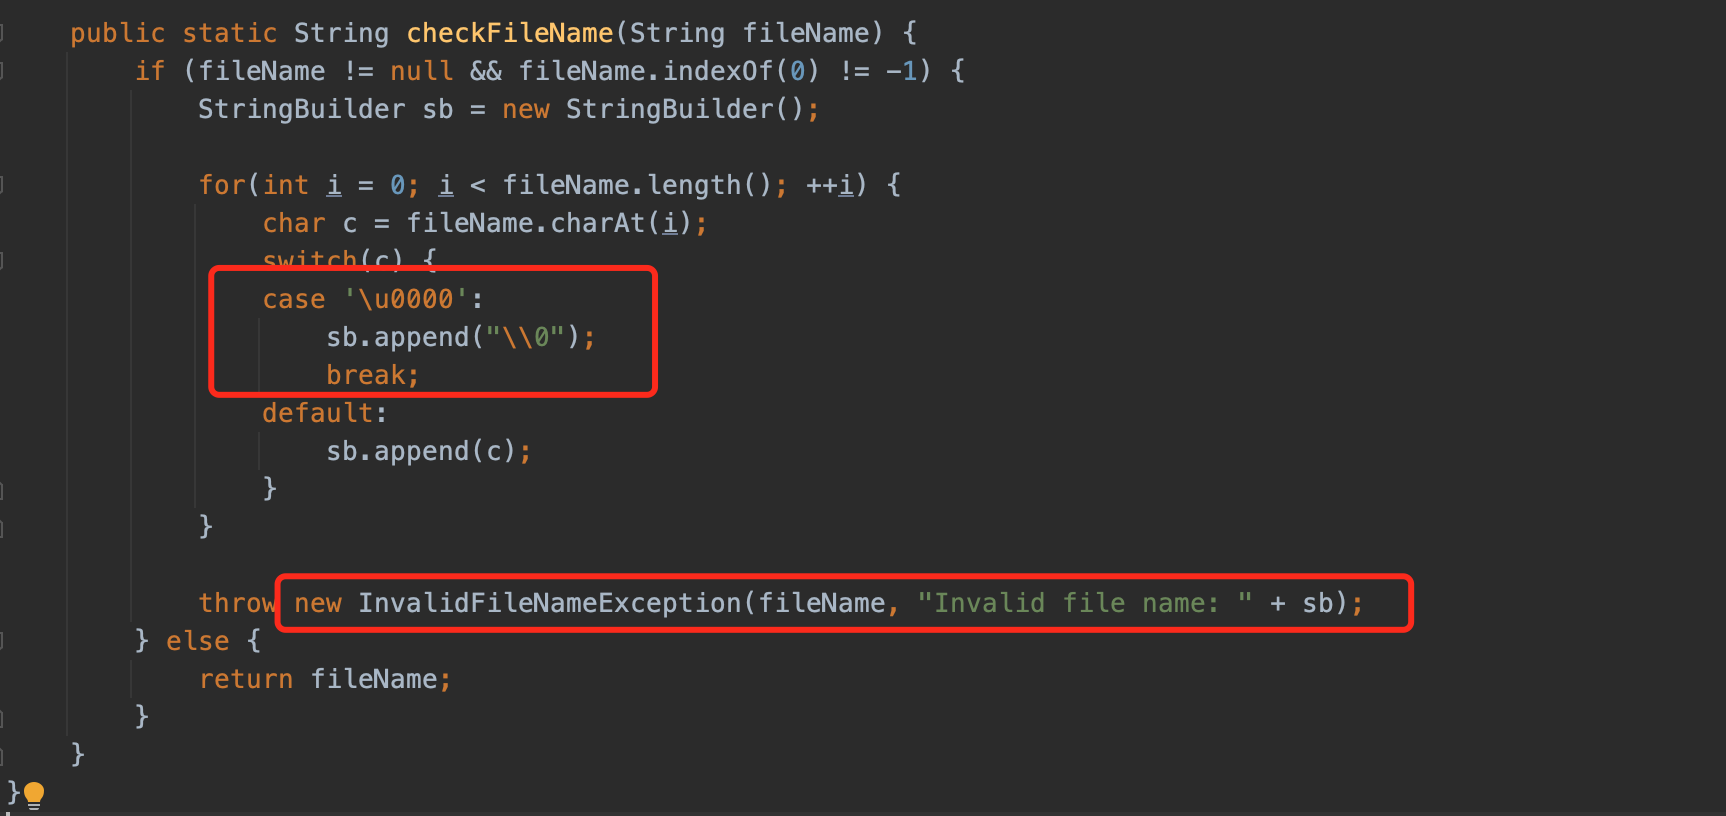 public static String checkFileName(String fileName) {
if (fileName != null && fileName.indexOf(0) != -1) {
StringBuilder sb = new StringBuilder();
for(int i = 0; i < fileName.length(); ++i) {
char c = fileName.charAt(i);
switch(c) {
case '\u0000':
sb.append("\\0");
break;
default:
sb.append(c);
}
}
throw new InvalidFileNameException(fileName, "Invalid file name: " + sb);
} else {
return fileName;
}
}
}